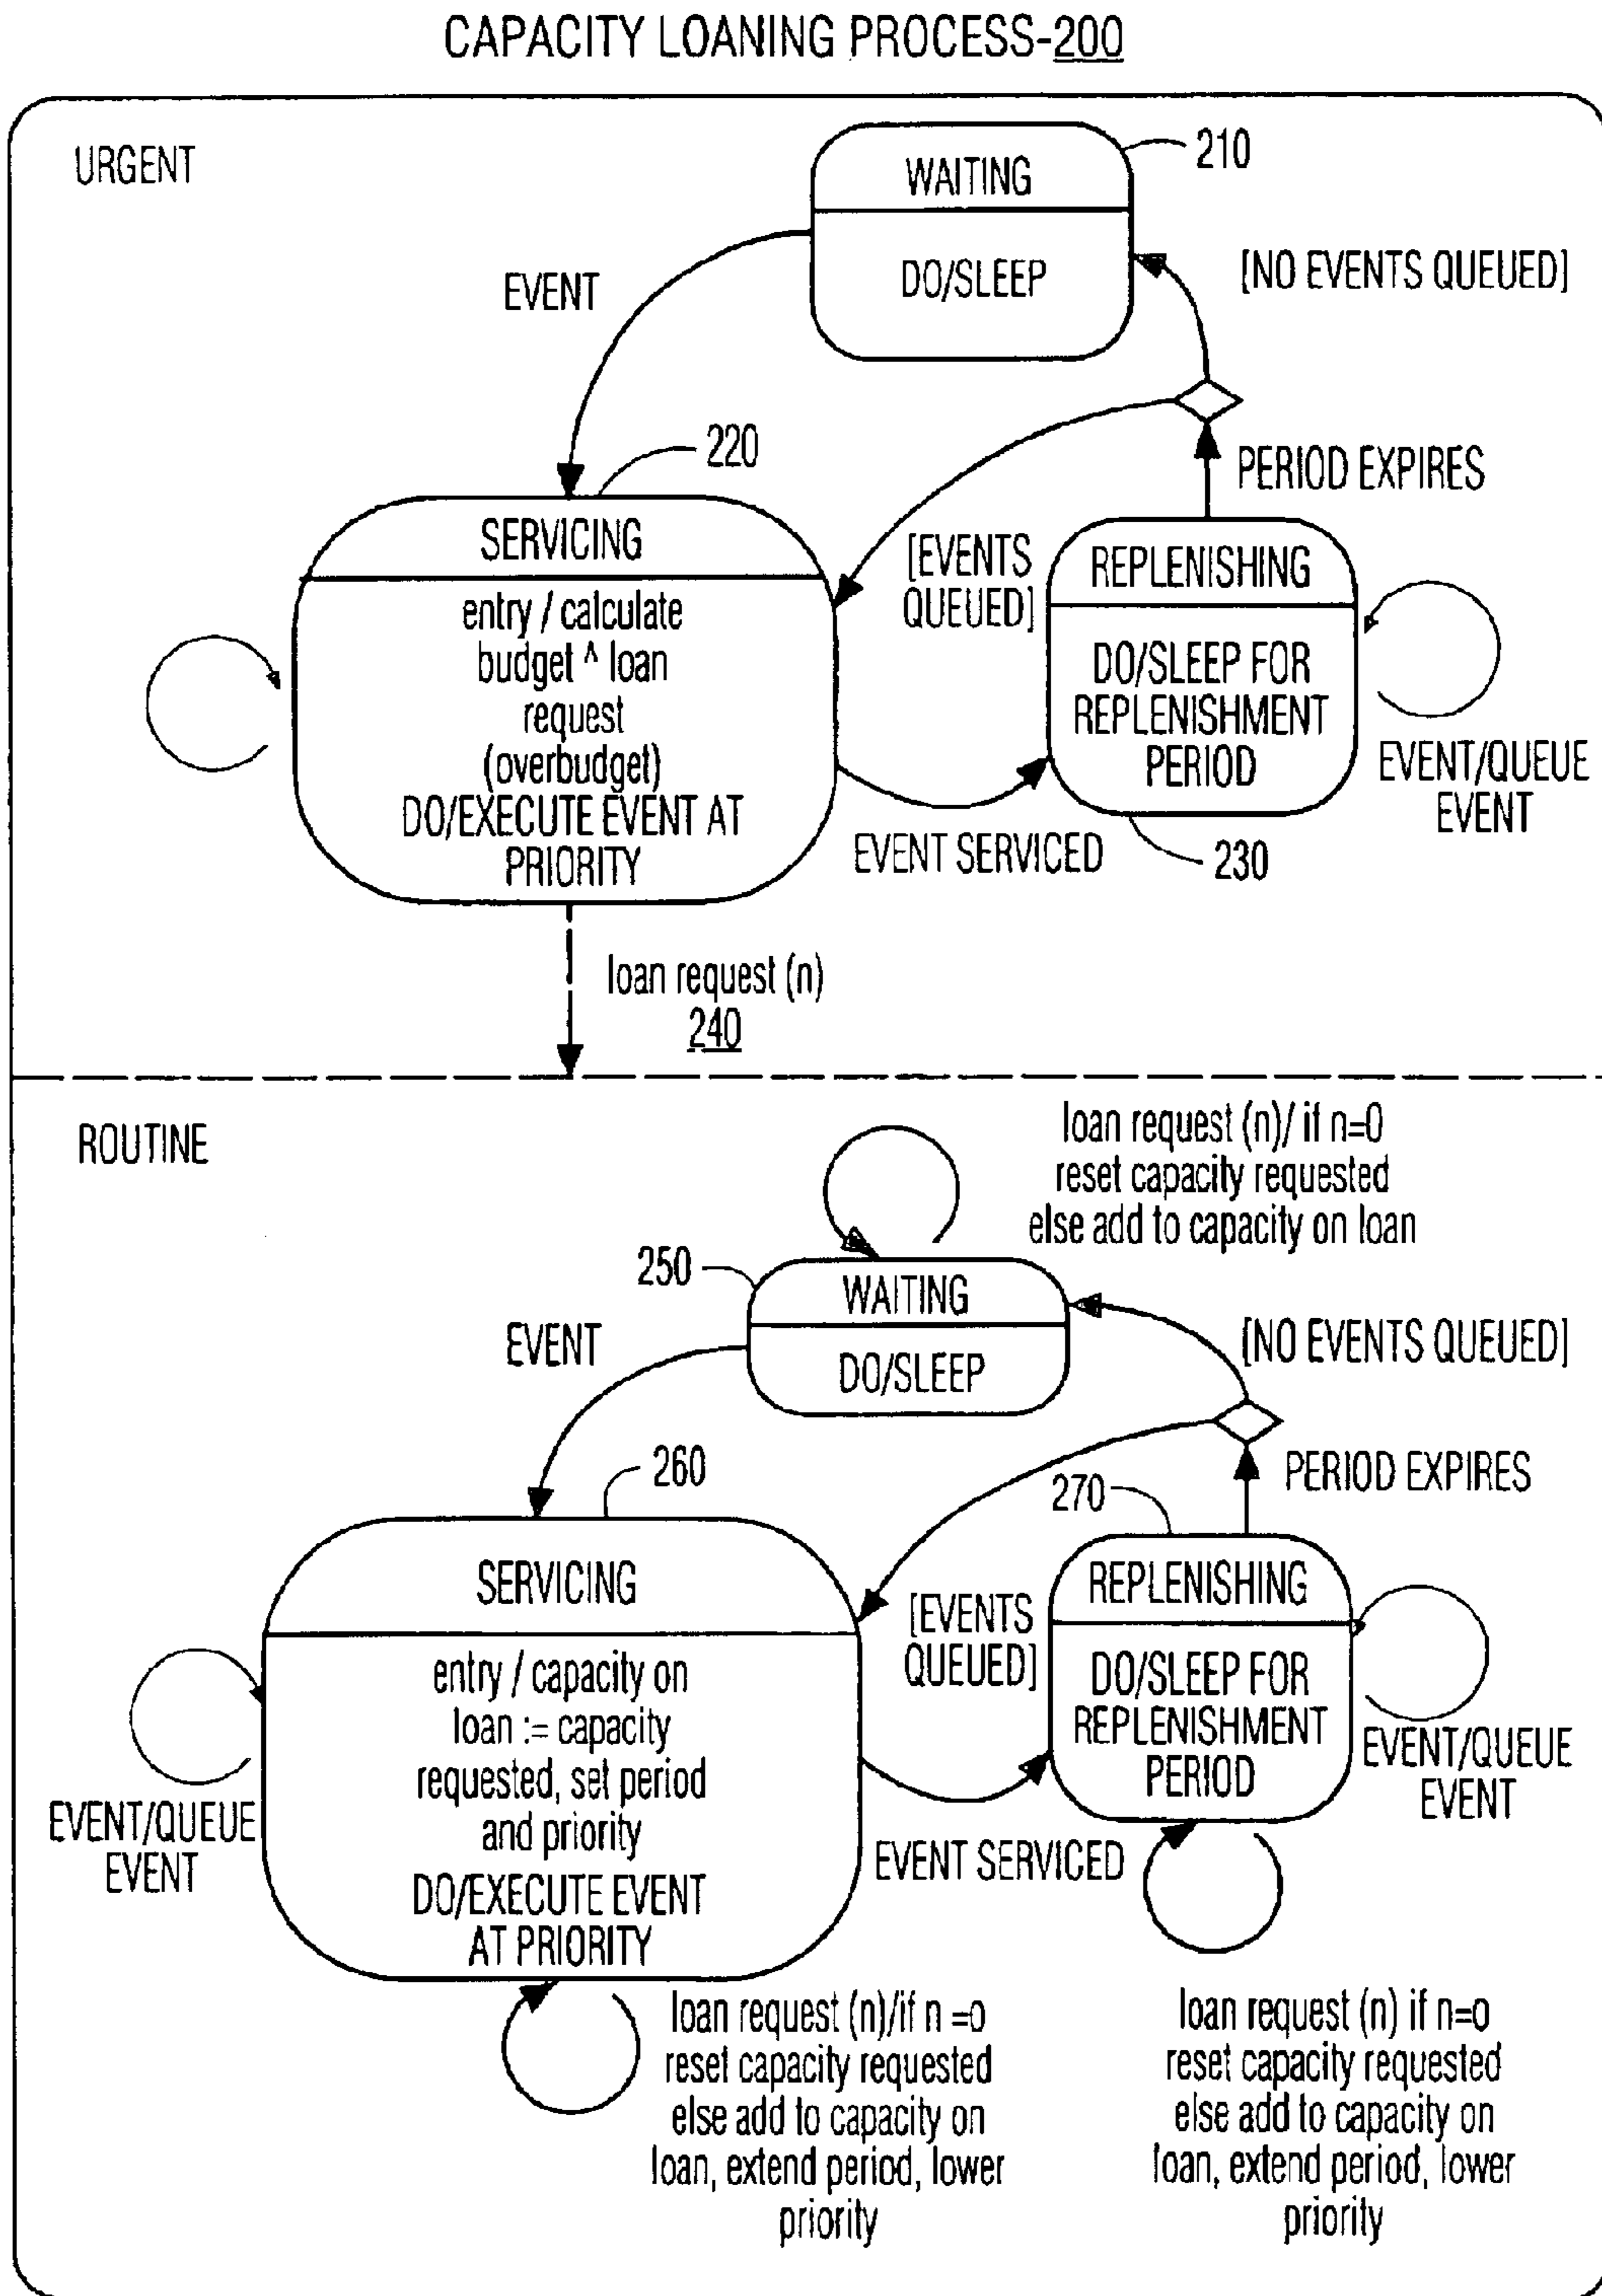 CAPACITY LOANING PROCESS-200
URGENT
210
WAITING
DO/SLEEP
[NO EVENTS QUEUED]
EVENT
220
PERIOD EXPIRES
SERVICING
entry / calculate
budget ^ loan
request
(overbudget)
DO/EXECUTE EVENT AT
PRIORITY
[EVENTS
QUEUED]
REPLENISHING
DO/SLEEP FOR
REPLENISHMENT
PERIOD
EVENT/QUEUE
EVENT
EVENT SERVICED
230
loan request (n)
240
ROUTINE
loan request (n)/ if n=0
reset capacity requested
else add to capacity on loan
250
WAITING
DO/SLEEP
[NO EVENTS QUEUED]
EVENT
260
270
PERIOD EXPIRES
SERVICING
entry / capacity on
loan := capacity
requested, set period
and priority
DO/EXECUTE EVENT
AT PRIORITY
[EVENTS
QUEUED]
REPLENISHING
DO/SLEEP FOR
REPLENISHMENT
PERIOD
EVENT/QUEUE
EVENT
EVENT/QUEUE
EVENT
EVENT SERVICED
loan request (n)/if n =o
reset capacity requested
else add to capacity on
loan, extend period, lower
priority
loan request (n) if n=o
reset capacity requested
else add to capacity on
loan, extend period, lower
priority